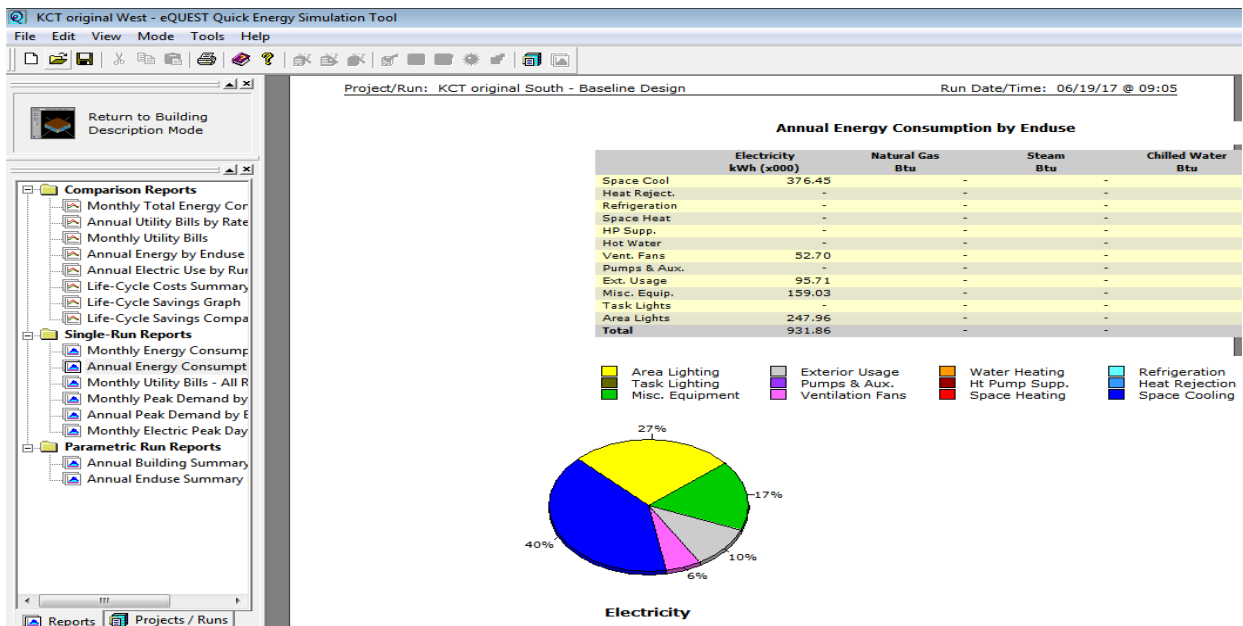 KCT original West - eQUEST Quick Energy Simulation Tool
File Edit View Mode Tools Help
Return to Building
Description Mode
Comparison Reports
Monthly Total Energy Cor
Annual Utility Bills by Rate
Monthly Utility Bills
Annual Energy by Enduse
Annual Electric Use by Rur
Life-Cycle Costs Summary
Life-Cycle Savings Graph
Life-Cycle Savings Compa
Single-Run Reports
Monthly Energy Consump
Annual Energy Consumpt
Monthly Utility Bills - All R
Monthly Peak Demand by
Annual Peak Demand by E
Monthly Electric Peak Day
Parametric Run Reports
Annual Building Summary
Annual Enduse Summary
Reports Projects / Runs
Project/Run: KCT original South - Baseline Design Run Date/Time: 06/19/17 @ 09:05
Annual Energy Consumption by Enduse
Electricity Natural Gas Steam Chilled Water
kWh (x000) Btu Btu Btu
Space Cool 376.45 - -
Heat Reject. - - -
Refrigeration - - -
Space Heat - - -
HP Supp. - - -
Hot Water - - -
Vent. Fans 52.70 - -
Pumps & Aux. - - -
Ext. Usage 95.71 - -
Misc. Equip. 159.03 - -
Task Lights - - -
Area Lights 247.96 - -
Total 931.86 - -
Area Lighting Exterior Usage Water Heating Refrigeration
Task Lighting Pumps & Aux. Ht Pump Supp. Heat Rejection
Misc. Equipment Ventilation Fans Space Heating Space Cooling
27%
17%
40%
10%
6%
Electricity